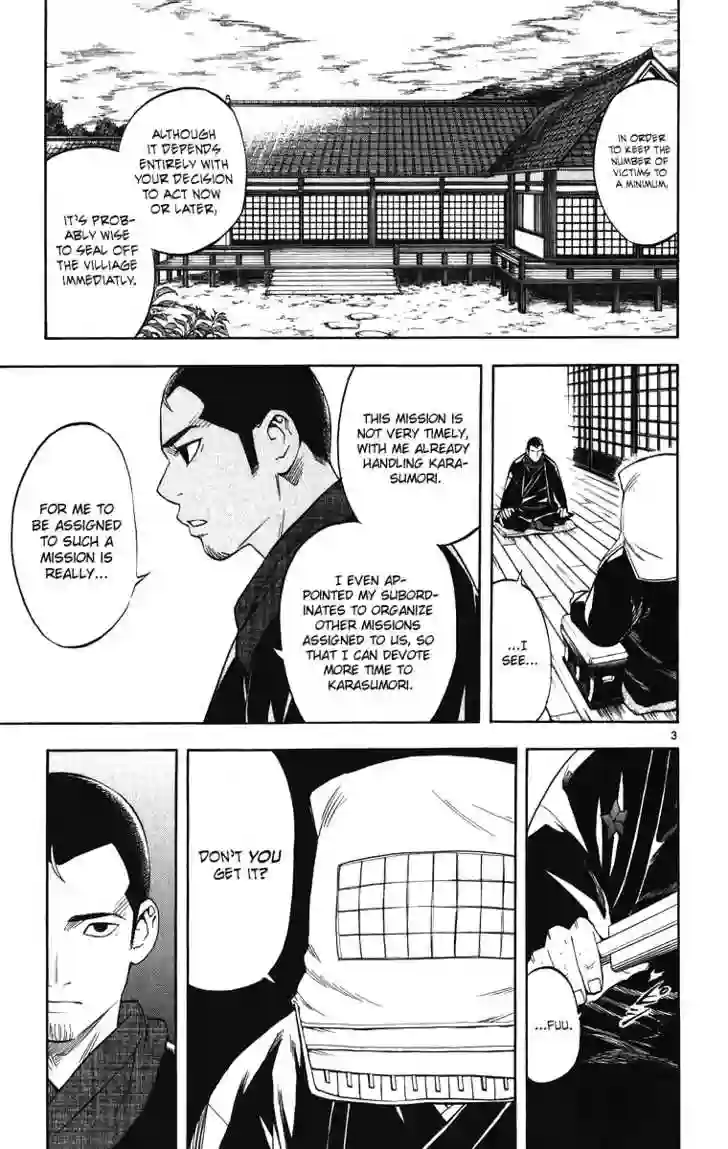 IN ORDER
TO KEEP THE
NUMBER OF
VICTIMS TO
A MINIMUM,
ALTHOUGH
IT DEPENDS
ENTIRELY WITH
YOUR DECISION
TO ACT NOW
OR LATER,
IT'S PROB-
ABLY WISE
TO SEAL OFF
THE VILLIAGE
IMMEDIATLY.
...I
SEE...
THIS MISSION IS
NOT VERY TIMELY,
WITH ME ALREADY
HANDLING KARA-
SUMORI.
I EVEN AP-
POINTED MY SUBORD-
INATES TO ORGANIZE
OTHER MISSIONS
ASSIGNED TO US, SO
THAT I CAN DEVOTE
MORE TIME TO
KARASUMORI.
FOR ME TO
BE ASSIGNED
TO SUCH A
MISSION IS
REALLY...
3
...FUU.
DON'T YOU
GET IT?